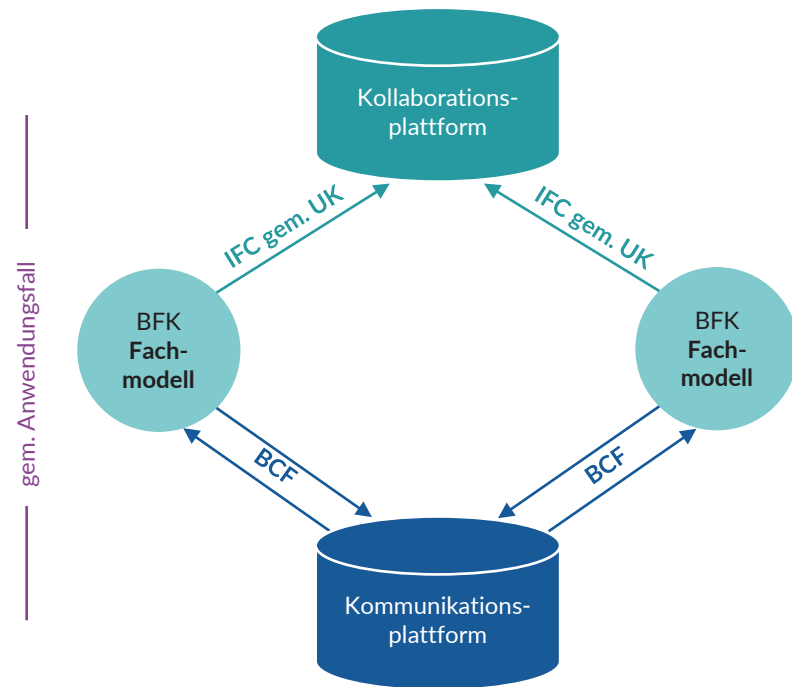 Kollaborations-
plattform
IFC gem. UK
IFC gem. UK
gem. Anwendungsfall
BFK
Fach-
modell
BFK
Fach-
modell
BCF
BCF
Kommunikations-
plattform